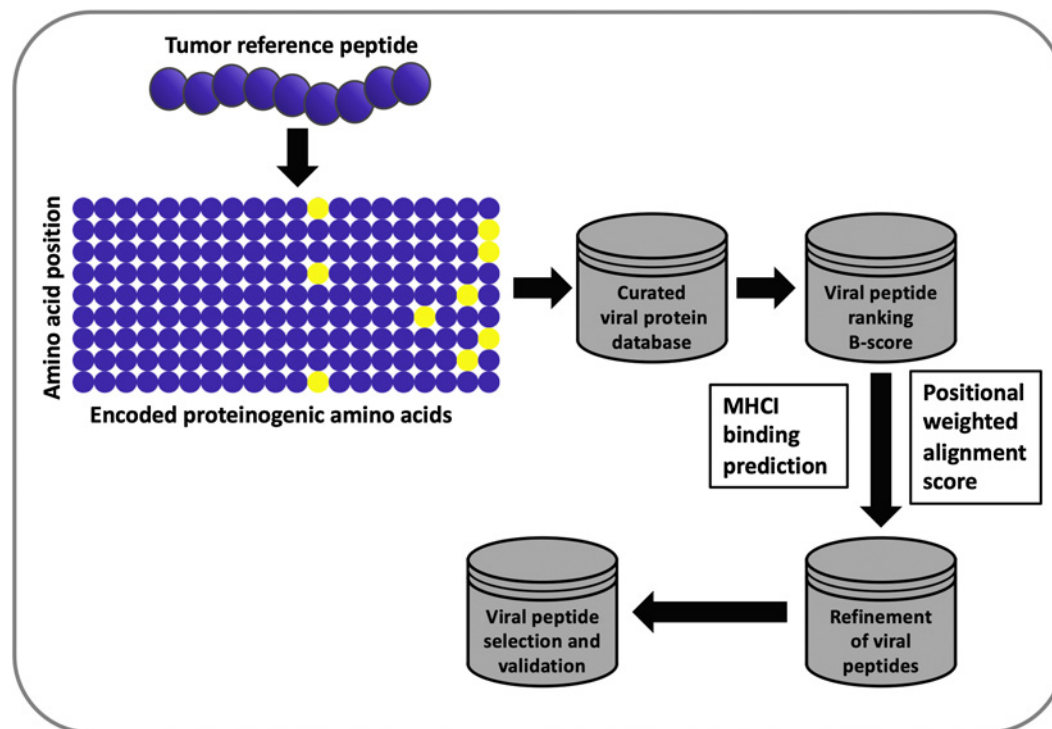 Tumor reference peptide
Amino acid position
Encoded proteinogenic amino acids
Curated
viral protein
database
Viral peptide
ranking
B-score
MHCI
binding
prediction
Positional
weighted
alignment
score
Refinement
of viral
peptides
Viral peptide
selection and
validation